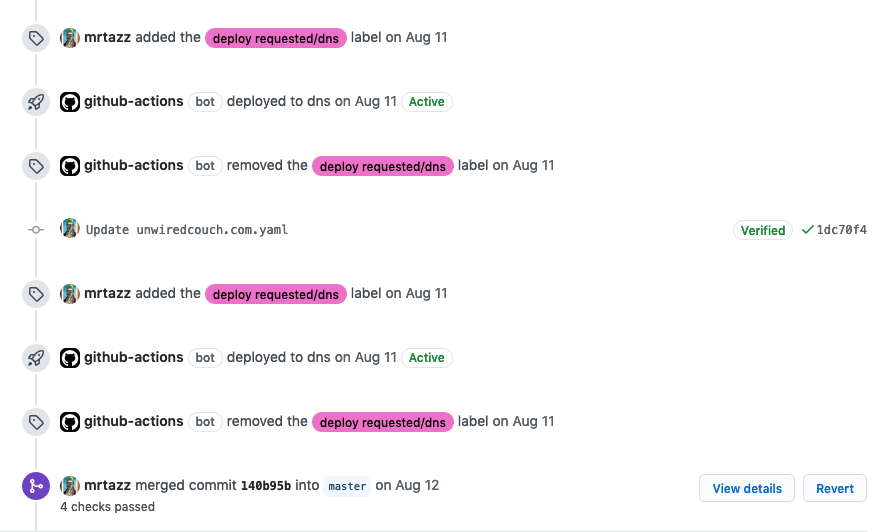 mrtazz added the deploy requested/dns label on Aug 11
github-actions bot deployed to dns on Aug 11 Active
github-actions bot removed the deploy requested/dns label on Aug 11
Update unwiredcouch.com.yaml Verified 1dc70f4
mrtazz added the deploy requested/dns label on Aug 11
github-actions bot deployed to dns on Aug 11 Active
github-actions bot removed the deploy requested/dns label on Aug 11
mrtazz merged commit 140b95b into master on Aug 12 View details Revert
4 checks passed